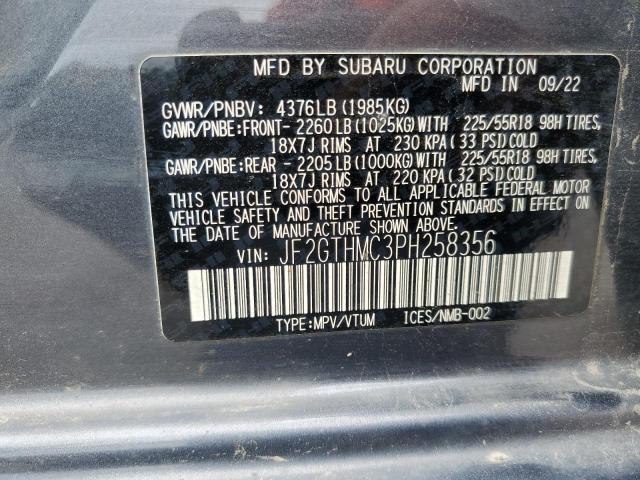 MFD BY SUBARU CORPORATION
MFD IN 09/22
GVWR/PNBV: 4376LB(1985KG)
GAWR/PNBE:FRONT- 2260LB(1025KG)WITH 225/55R18 98H TIRES,
18X7J RIMS AT 230 KPA(33 PSI)COLD
GAWR/PNBE:REAR - 2205LB(1000KG)WITH 225/55R18 98H TIRES,
18X7J RIMS AT 220 KPA(32 PSI)COLD
THIS VEHICLE CONFORMS TO ALL APPLICABLE FEDERAL MOTOR
VEHICLE SAFETY AND THEFT PREVENTION STANDARDS IN EFFECT ON
THE DATE OF MANUFACTURE SHOWN ABOVE.
VIN: JF2GTHMC3PH258356
TYPE:MPV/VTUM ICES/NMB-002